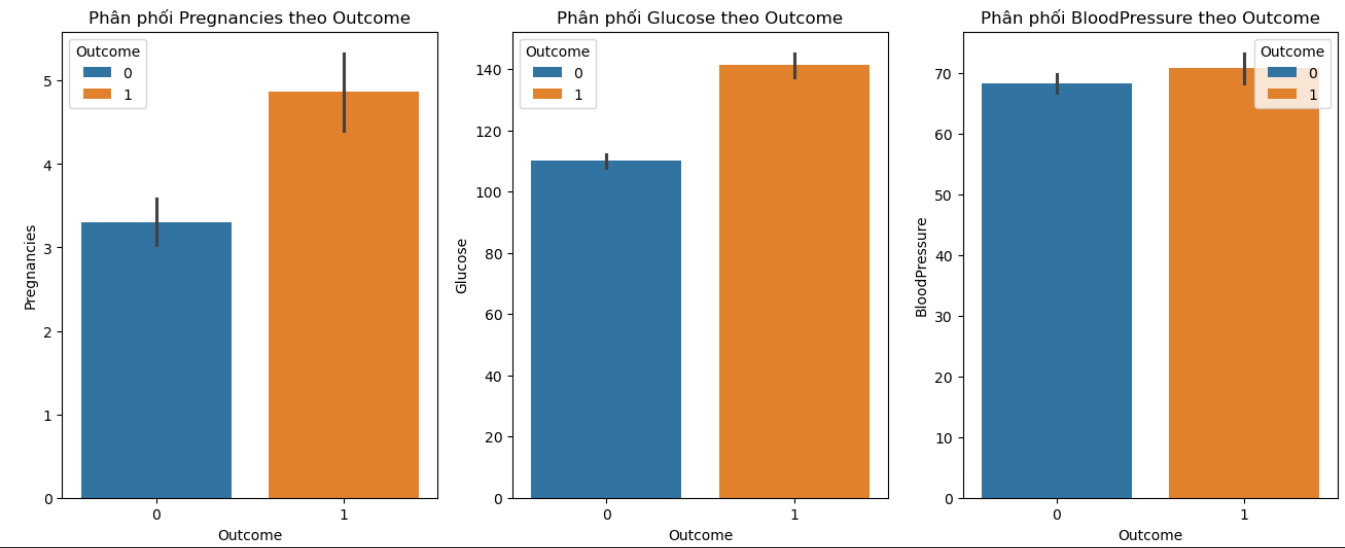 Phân phối Pregnancies theo Outcome
Outcome
0
1
5
4
3
2
1
0
Pregnancies
0
1
Outcome
Phân phối Glucose theo Outcome
Outcome
0
1
140
120
100
80
60
40
20
0
Glucose
0
1
Outcome
Phân phối BloodPressure theo Outcome
Outcome
0
1
70
60
50
40
30
20
10
0
BloodPressure
0
1
Outcome